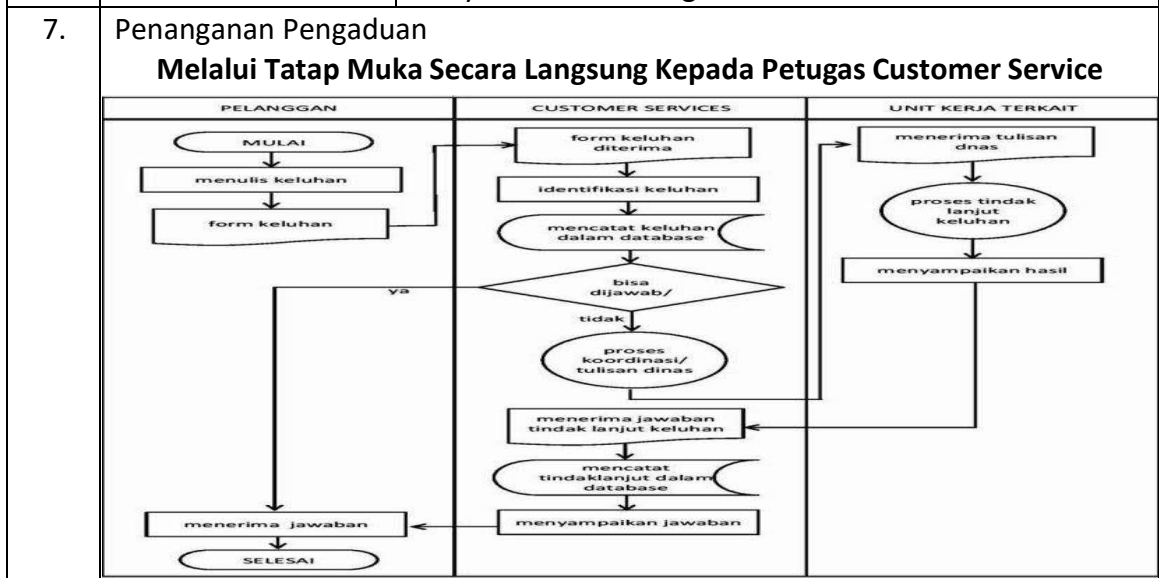 7.
Penanganan Pengaduan
Melalui Tatap Muka Secara Langsung Kepada Petugas Customer Service
PELANGGAN
CUSTOMER SERVICES
UNIT KERJA TERKAIT
MULAI
menulis keluhan
form keluhan
form keluhan
diterima
identifikasi keluhan
mencatat keluhan
dalam database
bisa
dijawab/
ya
tidak
proses
koordinasi/
tulisan dinas
menerima tulisan
dnas
proses tindak
lanjut
keluhan
menyampaikan hasil
menerima jawaban
tindak lanjut keluhan
mencatat
tindaklanjut dalam
database
menyampaikan jawaban
menerima jawaban
SELESAI